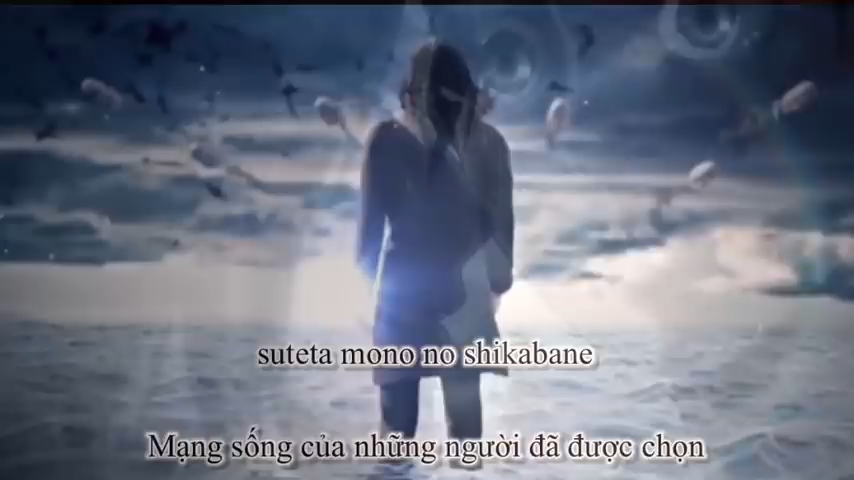 suteta mono no shikabane
Mạng sống của những người đã được chọn